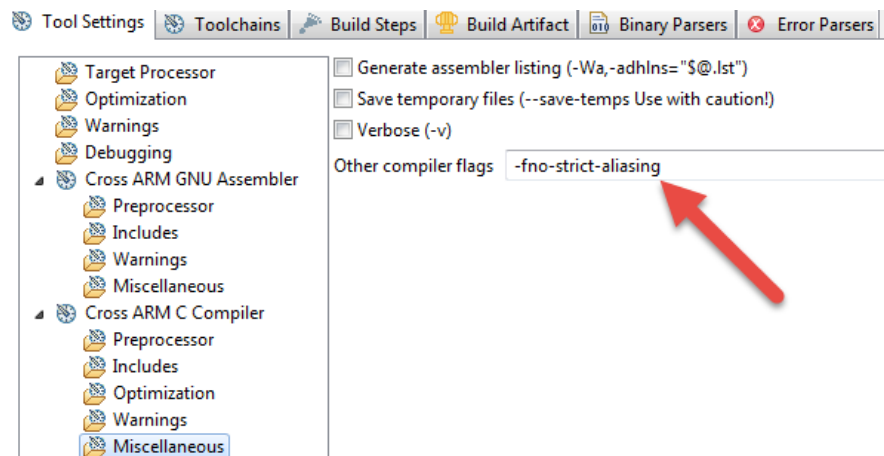 Tool Settings Toolchains Build Steps Build Artifact Binary Parsers Error Parsers
Target Processor
Optimization
Warnings
Debugging
Cross ARM GNU Assembler
Preprocessor
Includes
Warnings
Miscellaneous
Cross ARM C Compiler
Preprocessor
Includes
Optimization
Warnings
Miscellaneous
Generate assembler listing (-Wa,-adhlns="$@.lst")
Save temporary files (--save-temps Use with caution!)
Verbose (-v)
Other compiler flags -fno-strict-aliasing